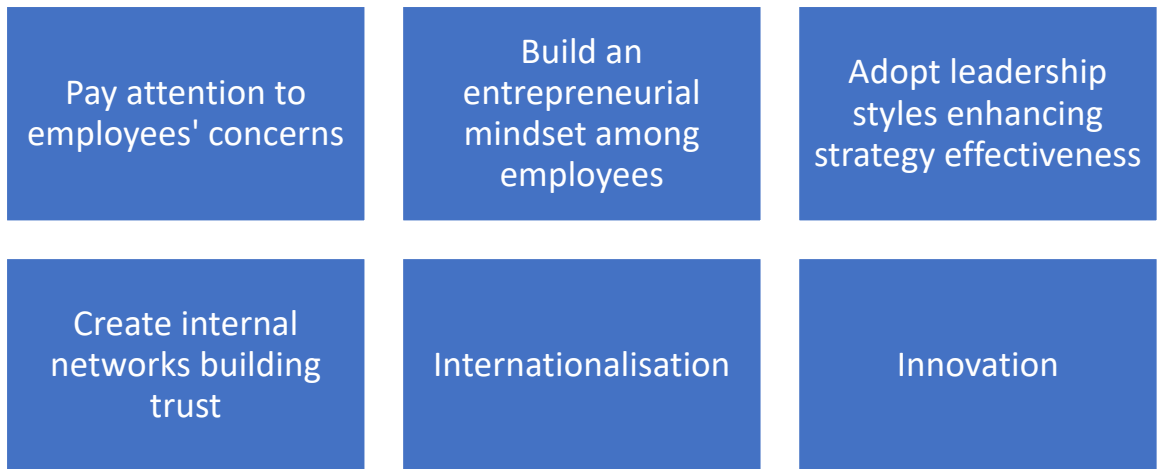 Pay attention to
employees' concerns
Build an
entrepreneurial
mindset among
employees
Adopt leadership
styles enhancing
strategy effectiveness
Create internal
networks building
trust
Internationalisation
Innovation